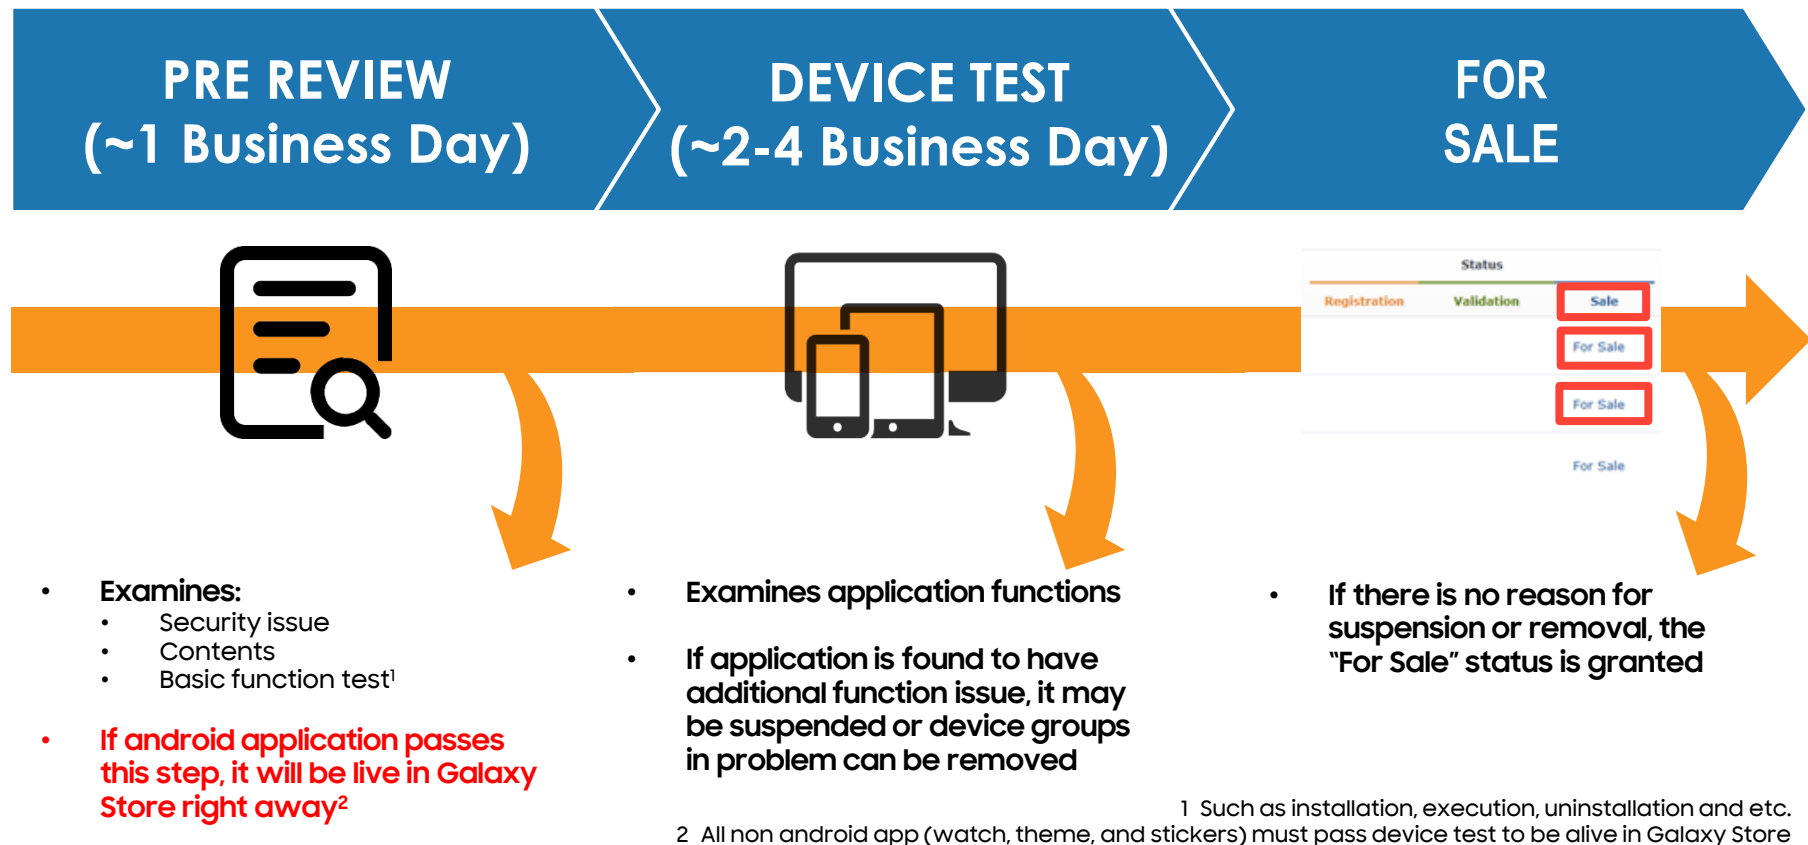 PRE REVIEW
(~1 Business Day)
DEVICE TEST
(~2-4 Business Day)
FOR
SALE
Status
Registration
Validation
Sale
For Sale
For Sale
For Sale
• Examines:
• Security issue
• Contents
• Basic function test¹
• If android application passes
this step, it will be live in Galaxy
Store right away²
• Examines application functions
• If application is found to have
additional function issue, it may
be suspended or device groups
in problem can be removed
• If there is no reason for
suspension or removal, the
“For Sale” status is granted
1 Such as installation, execution, uninstallation and etc.
2 All non android app (watch, theme, and stickers) must pass device test to be alive in Galaxy Store